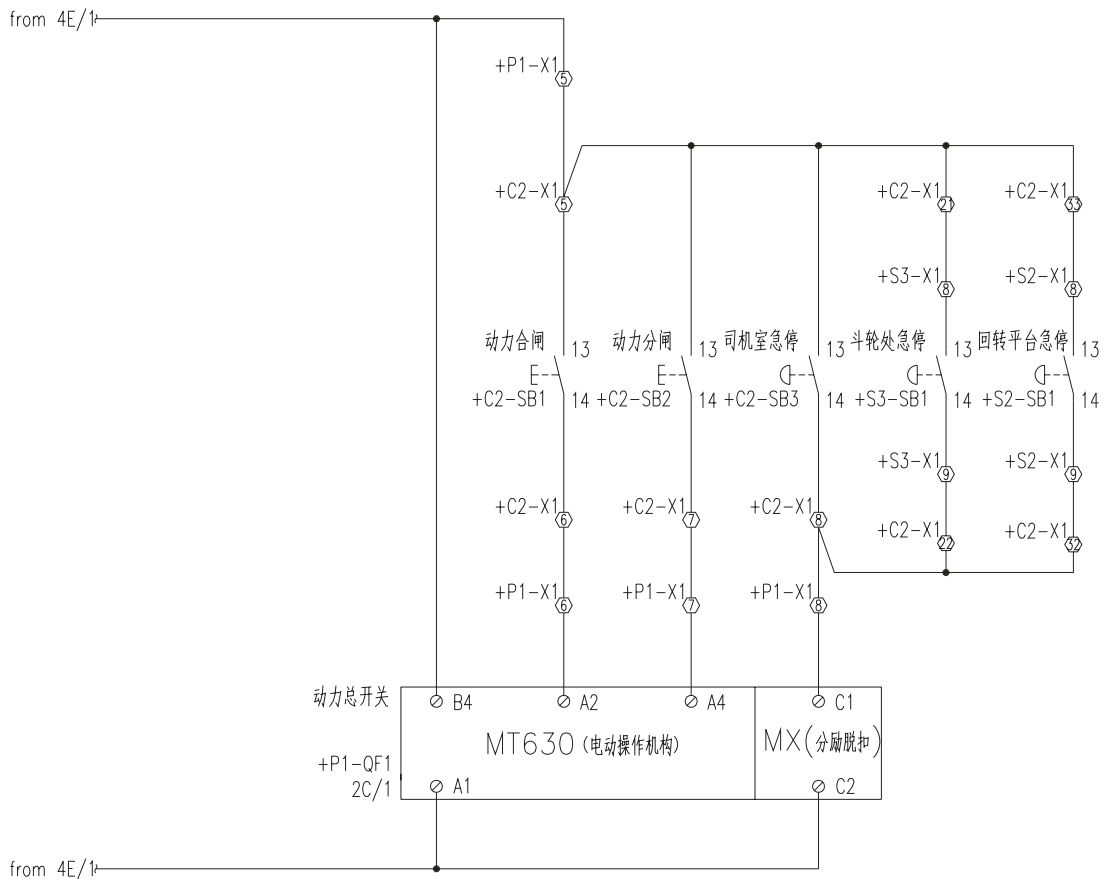 from 4E/1
+P1-X1
5
+C2-X1
5
+C2-X1
21
+C2-X1
33
+S3-X1
8
+S2-X1
8
动力合闸
13
动力分闸
13
司机室急停
13
斗轮处急停
13
回转平台急停
13
+C2-SB1
14
+C2-SB2
14
+C2-SB3
14
+S3-SB1
14
+S2-SB1
14
+S3-X1
9
+S2-X1
9
+C2-X1
6
+C2-X1
7
+C2-X1
8
+C2-X1
22
+C2-X1
32
+P1-X1
6
+P1-X1
7
+P1-X1
8
动力总开关
B4
A2
A4
C1
MT630(电动操作机构)
MX(分励脱扣)
+P1-QF1
2C/1
A1
C2
from 4E/1